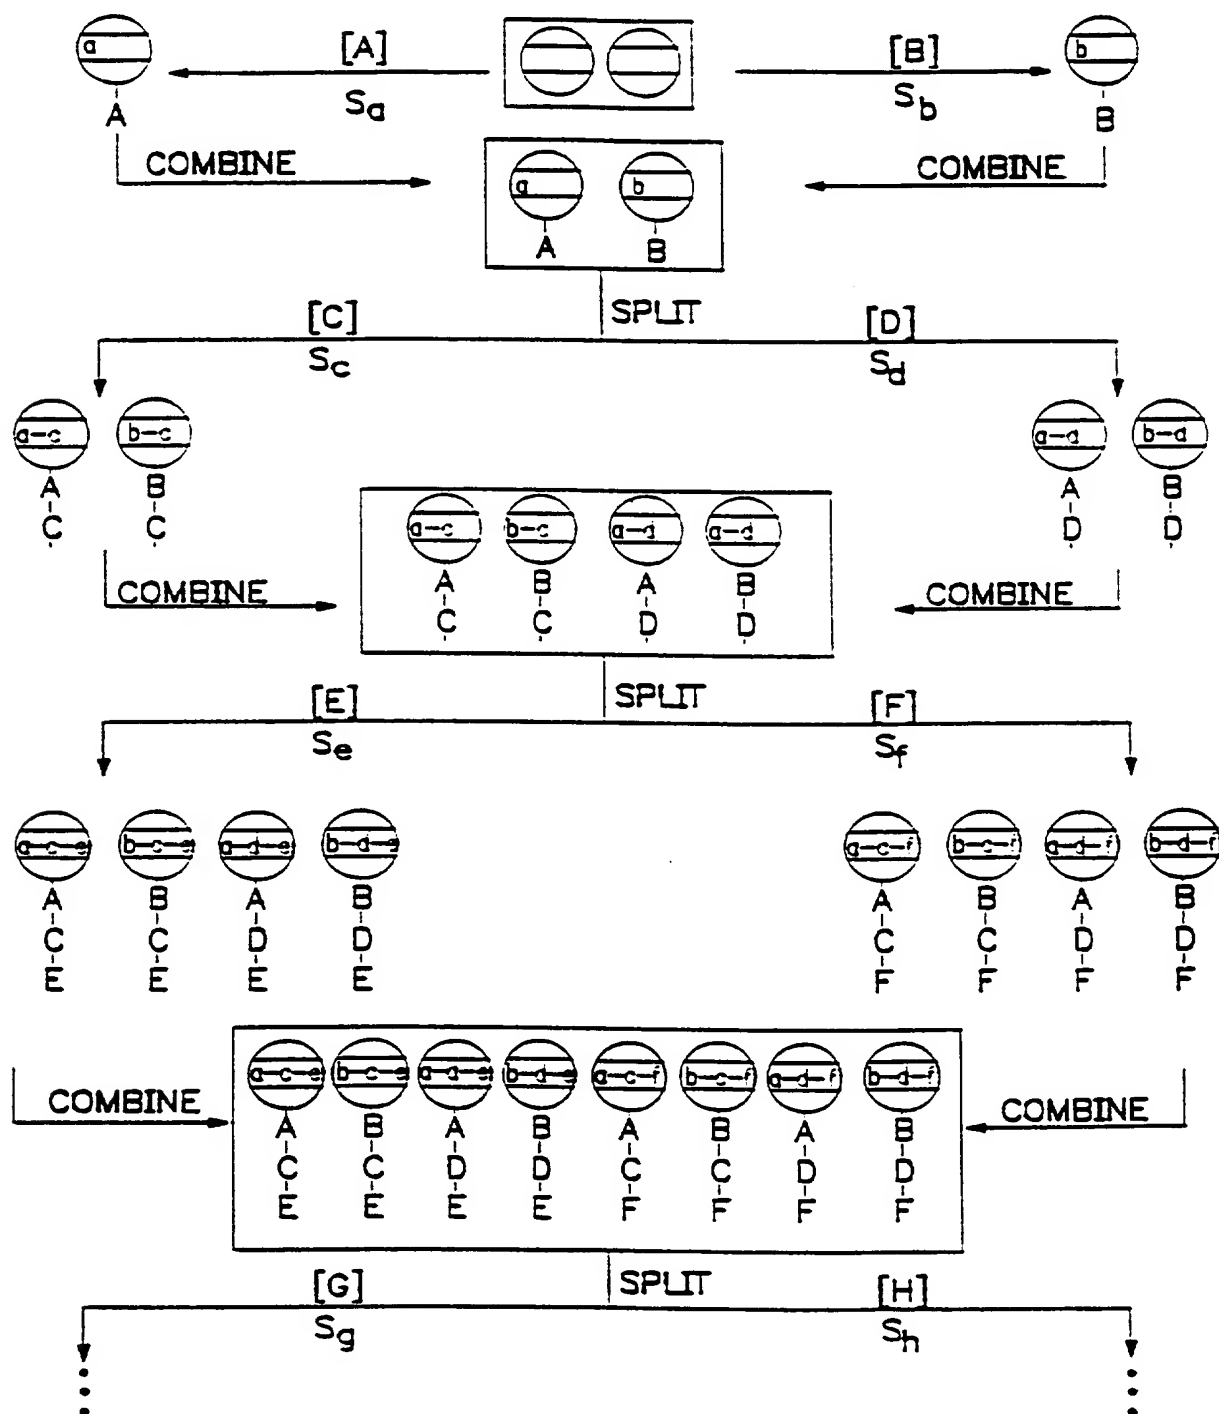 a [A] [B] b
Sa Sb
A B
COMBINE COMBINE
a b
A B
SPLIT
[C] [D]
Sc Sd
a-c b-c a-d b-d
A B A B
C C D D
a-c b-c a-d a-d
A B A B
C C D D
COMBINE COMBINE
SPLIT
[E] [F]
Se Sf
a-c-e b-c-e a-d-e b-d-e a-c-f b-c-f a-d-f b-d-f
A B A B A B A B
C C D D C C D D
E E E E F F F F
a-c-e b-c-e a-d-e b-d-e a-c-f b-c-f a-d-f b-d-f
COMBINE COMBINE
A B A B A B A B
C C D D C C D D
E E E E F F F F
SPLIT
[G] [H]
Sg Sh